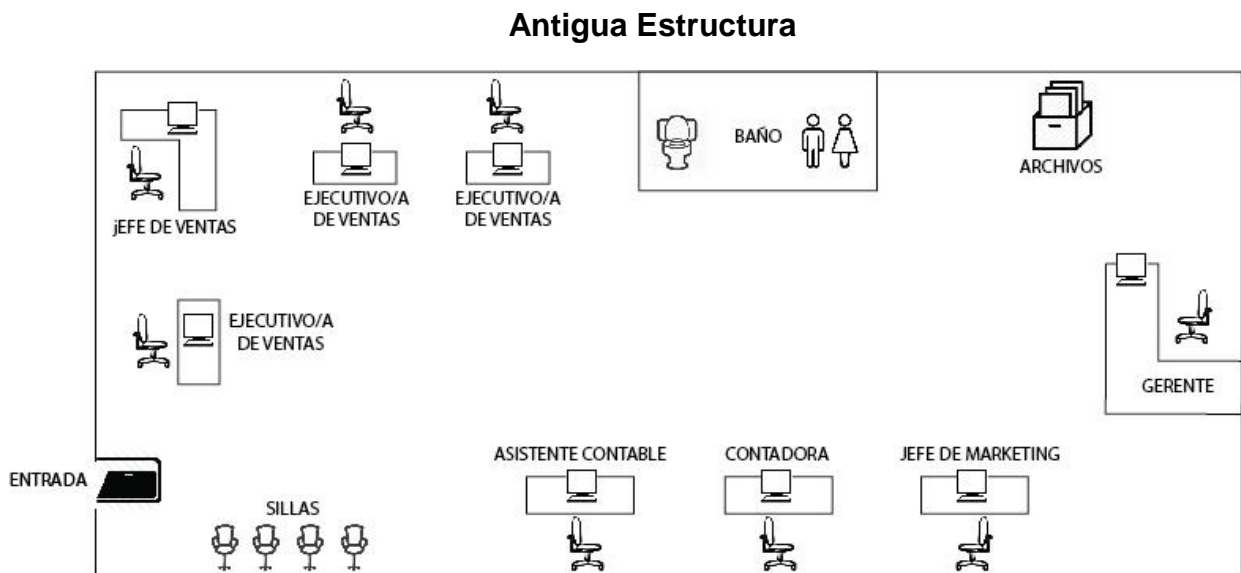 Antigua Estructura
BAÑO
ARCHIVOS
jEFE DE VENTAS
EJECUTIVO/A
DE VENTAS
EJECUTIVO/A
DE VENTAS
EJECUTIVO/A
DE VENTAS
GERENTE
ENTRADA
SILLAS
ASISTENTE CONTABLE
CONTADORA
JEFE DE MARKETING